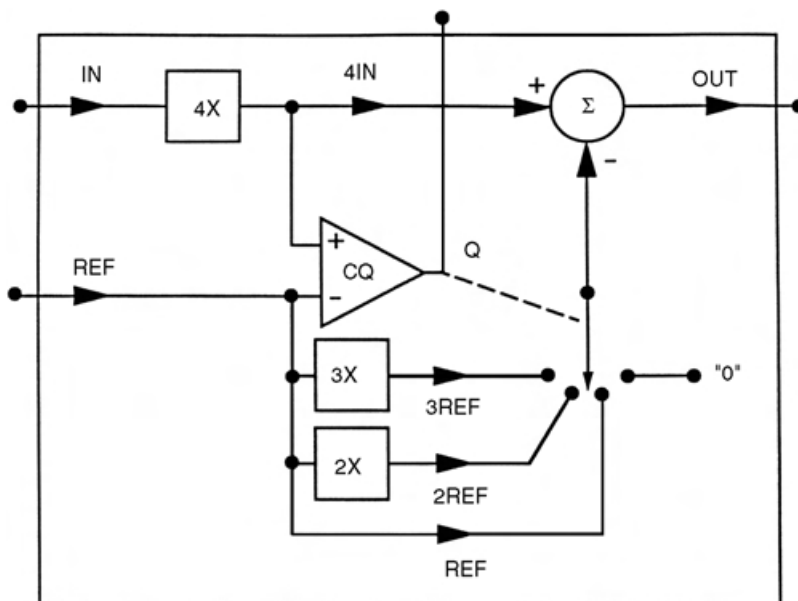 IN
4X
4IN
+
Σ
OUT
-
+
CQ
-
Q
REF
3X
3REF
"0"
2X
2REF
REF